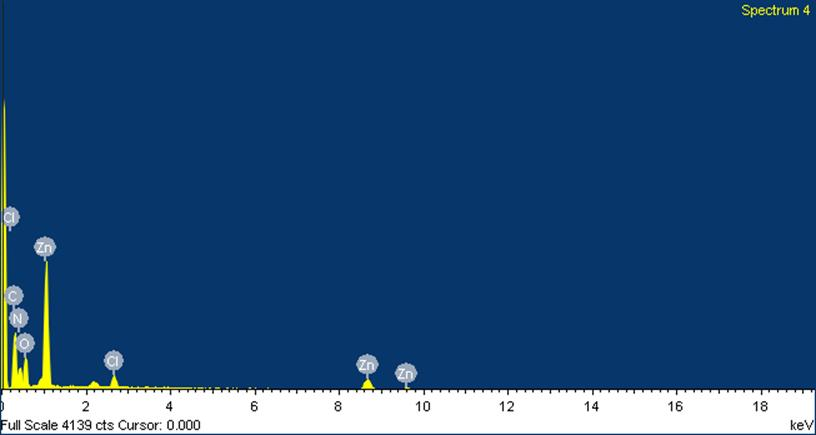 Spectrum 4
Cl
Zn
C
N
O
Cl
Zn
Zn
0 2 4 6 8 10 12 14 16 18
Full Scale 4139 cts Cursor: 0.000 keV